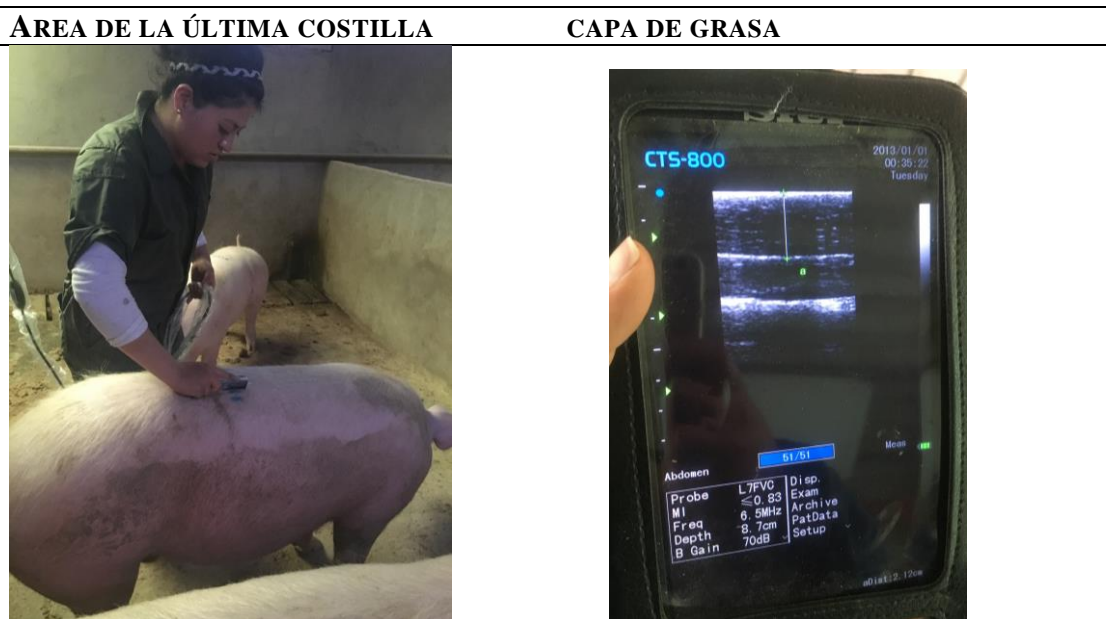 AREA DE LA ÚLTIMA COSTILLA CAPA DE GRASA
CTS-800
2013/01/01
00:35:22
Tuesday
a
51/51
Meas
Abdomen
Probe L7FVC Disp.
MI ≤0.83 Exam
Freq 6.5MHz Archive
Depth 8.7cm PatData
B Gain 70dB Setup
aDist:2.12cm